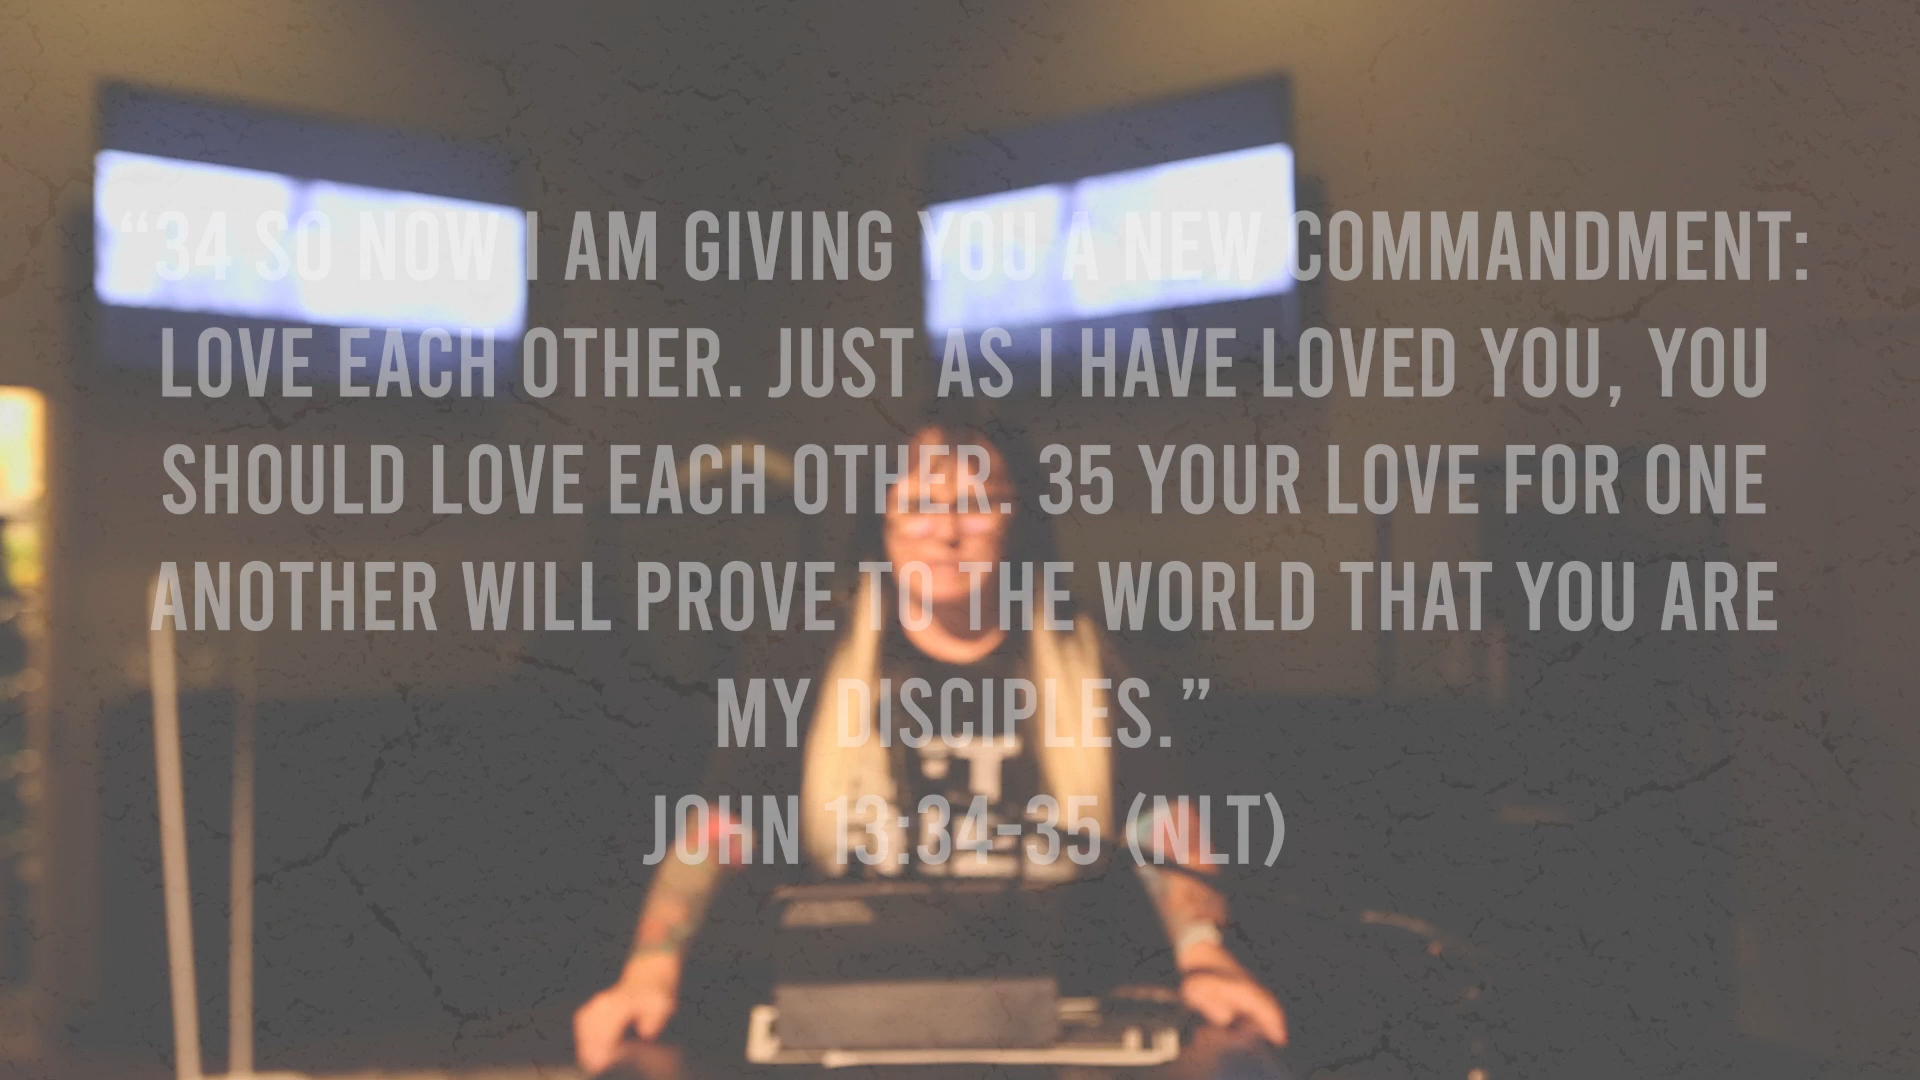 “34 SO NOW I AM GIVING YOU A NEW COMMANDMENT:
LOVE EACH OTHER. JUST AS I HAVE LOVED YOU, YOU
SHOULD LOVE EACH OTHER. 35 YOUR LOVE FOR ONE
ANOTHER WILL PROVE TO THE WORLD THAT YOU ARE
MY DISCIPLES.”
JOHN 13:34-35 (NLT)